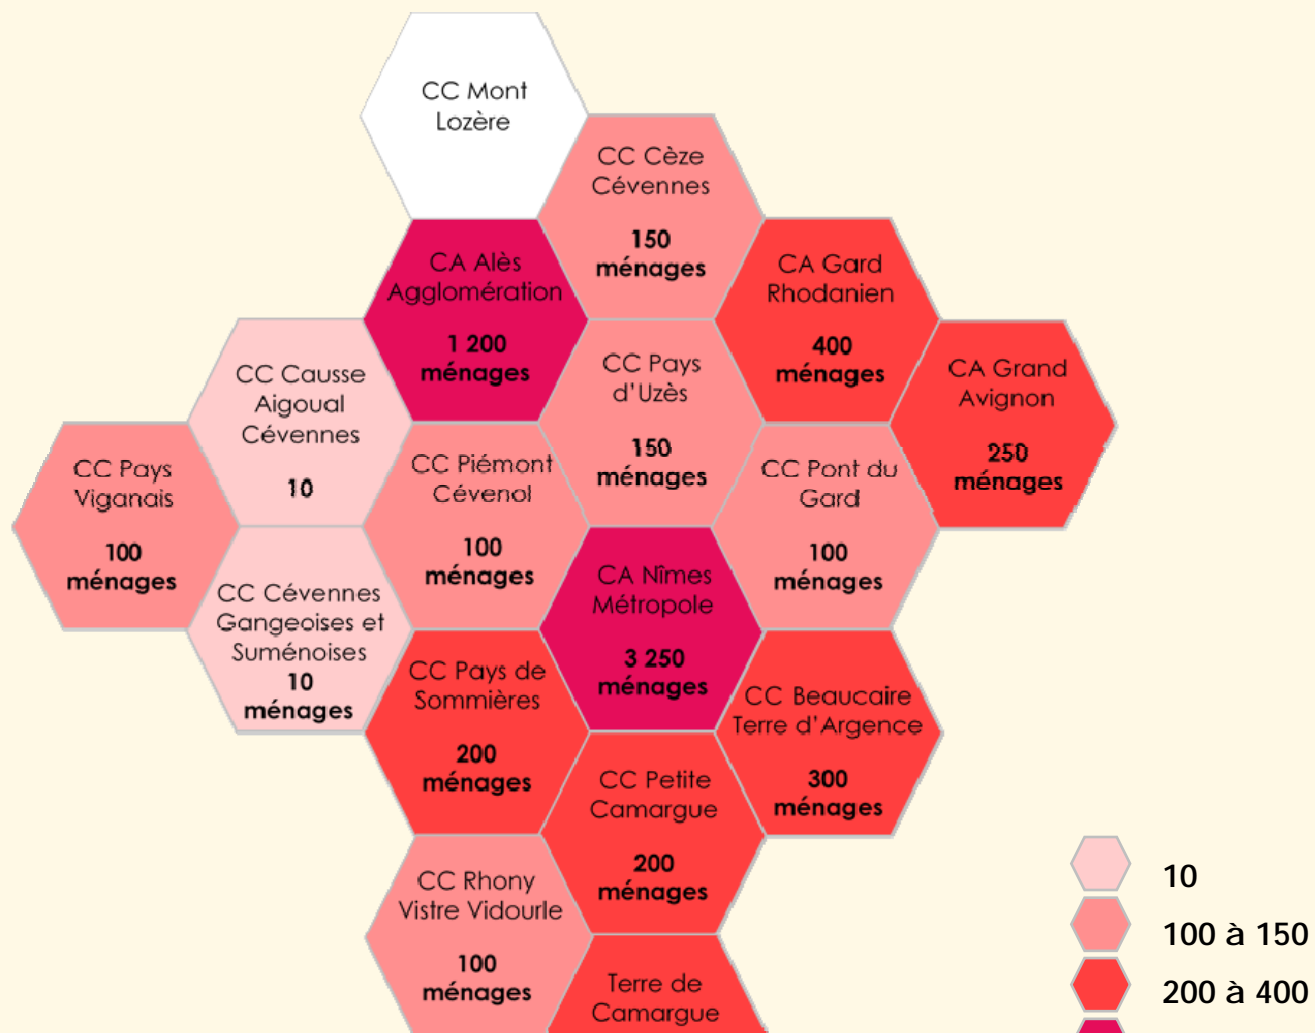 CC Mont
Lozère
CC Cèze
Cévennes
150
ménages
CA Alès
Agglomération
1 200
ménages
CA Gard
Rhodanien
400
ménages
CC Causse
Aigoual
Cévennes
10
CC Pays
d'Uzès
150
ménages
CA Grand
Avignon
250
ménages
CC Pays
Viganais
100
ménages
CC Piémont
Cévenol
100
ménages
CC Pont du
Gard
100
ménages
CC Cévennes
Gangeoises et
Suménoises
10
ménages
CA Nîmes
Métropole
3 250
ménages
CC Pays de
Sommières
200
ménages
CC Beaucaire
Terre d'Argence
300
ménages
CC Petite
Camargue
200
ménages
CC Rhony
Vistre Vidourle
100
ménages
Terre de
Camargue
10
100 à 150
200 à 400